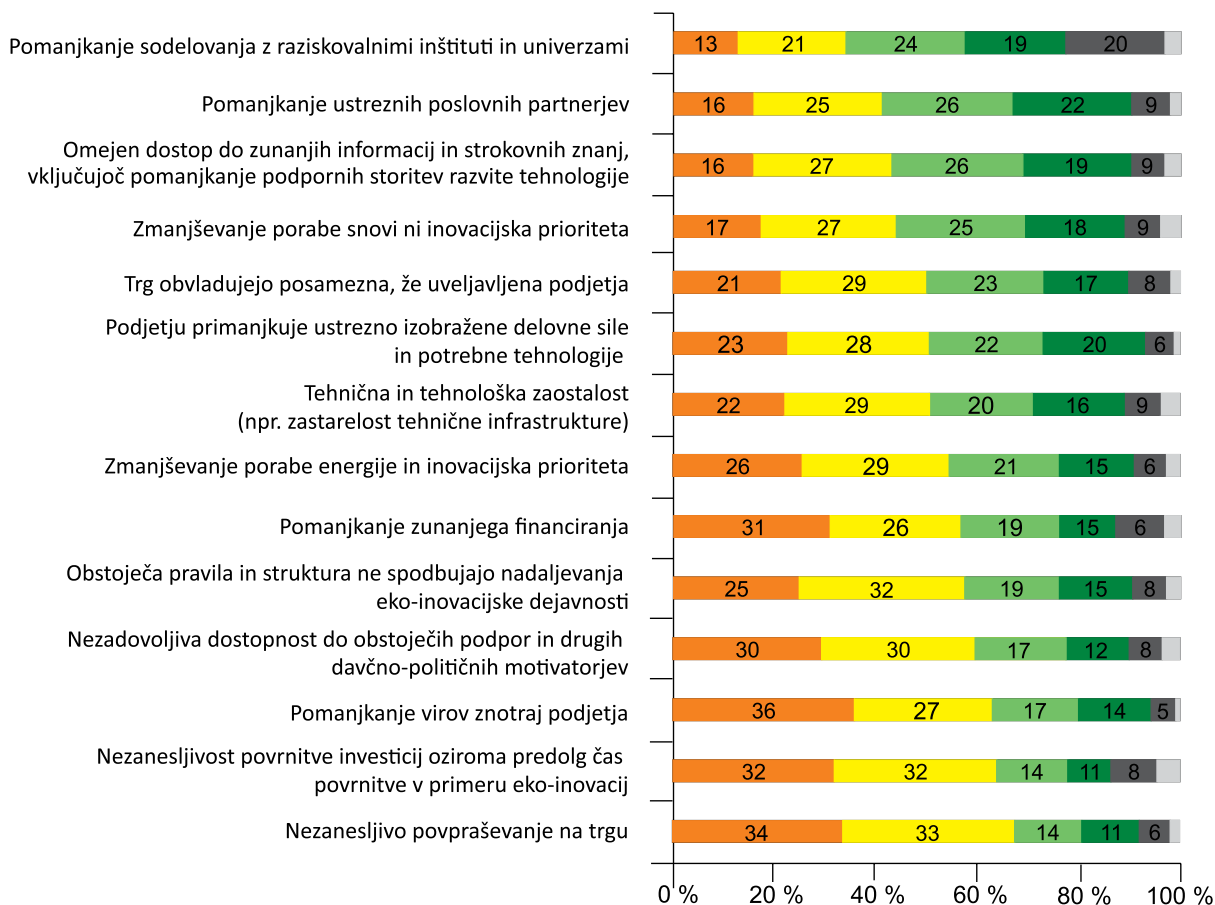 Pomanjkanje sodelovanja z raziskovalnimi inštituti in univerzami
13 21 24 19 20
Pomanjkanje ustreznih poslovnih partnerjev
16 25 26 22 9
Omejen dostop do zunanjih informacij in strokovnih znanj,
vključujoč pomanjkanje podpornih storitev razvite tehnologije
16 27 26 19 9
Zmanjševanje porabe snovi ni inovacijska prioriteta
17 27 25 18 9
Trg obvladujejo posamezna, že uveljavljena podjetja
21 29 23 17 8
Podjetju primanjkuje ustrezno izobražene delovne sile
in potrebne tehnologije
23 28 22 20 6
Tehnična in tehnološka zaostalost
(npr. zastarelost tehnične infrastrukture)
22 29 20 16 9
Zmanjševanje porabe energije in inovacijska prioriteta
26 29 21 15 6
Pomanjkanje zunanjega financiranja
31 26 19 15 6
Obstoječa pravila in struktura ne spodbujajo nadaljevanja
eko-inovacijske dejavnosti
25 32 19 15 8
Nezadovoljiva dostopnost do obstoječih podpor in drugih
davčno-političnih motivatorjev
30 30 17 12 8
Pomanjkanje virov znotraj podjetja
36 27 17 14 5
Nezanesljivost povrnitve investicij oziroma predolg čas
povrnitve v primeru eko-inovacij
32 32 14 11 8
Nezanesljivo povpraševanje na trgu
34 33 14 11 6
0 % 20 % 40 % 60 % 80 % 100 %